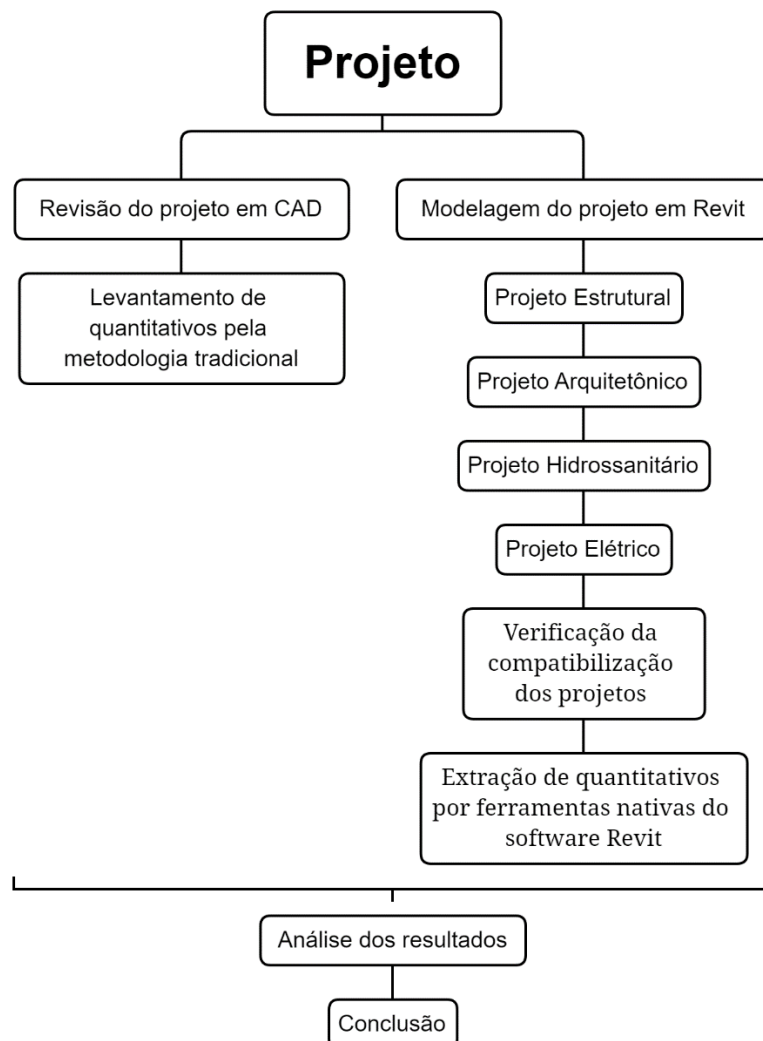 Projeto
Revisão do projeto em CAD
Modelagem do projeto em Revit
Levantamento de
quantitativos pela
metodologia tradicional
Projeto Estrutural
Projeto Arquitetônico
Projeto Hidrossanitário
Projeto Elétrico
Verificação da
compatibilização
dos projetos
Extração de quantitativos
por ferramentas nativas do
software Revit
Análise dos resultados
Conclusão